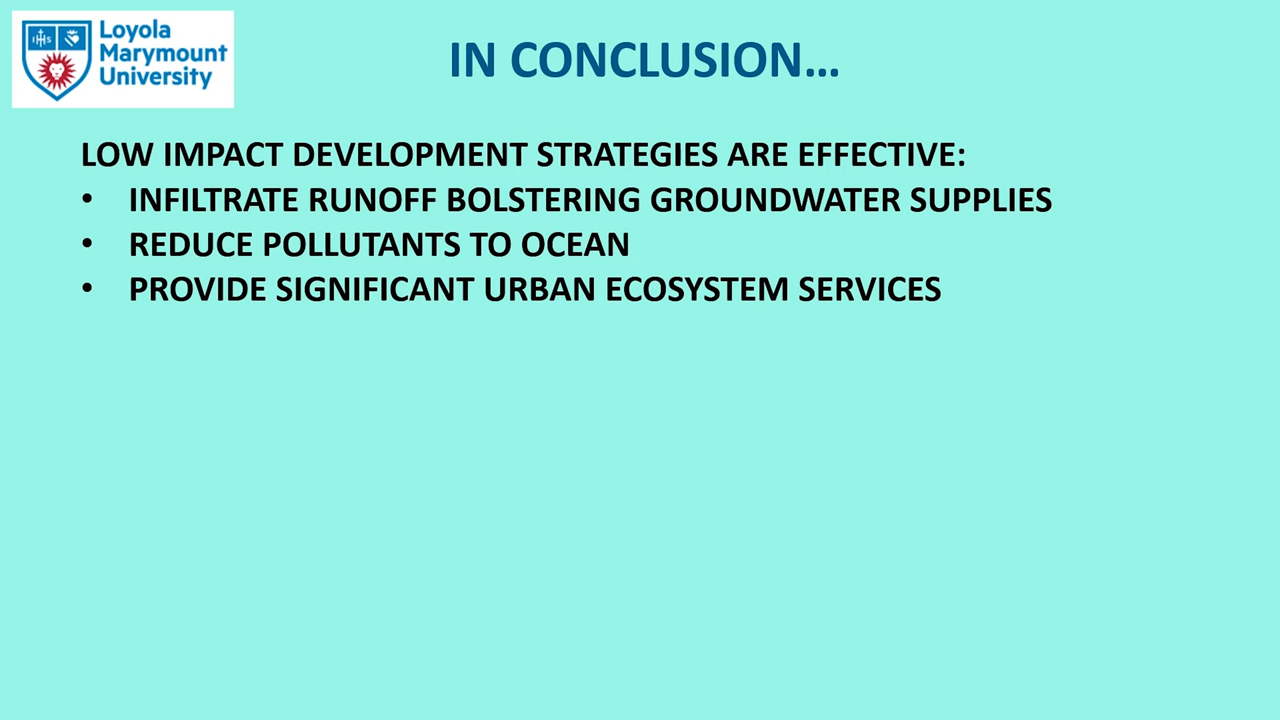 Loyola
Marymount
University
IHS
IN CONCLUSION…
LOW IMPACT DEVELOPMENT STRATEGIES ARE EFFECTIVE:
• INFILTRATE RUNOFF BOLSTERING GROUNDWATER SUPPLIES
• REDUCE POLLUTANTS TO OCEAN
• PROVIDE SIGNIFICANT URBAN ECOSYSTEM SERVICES